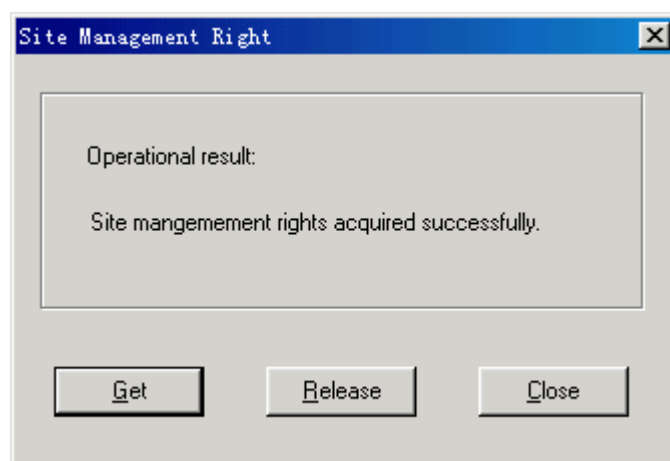 Site Management Right
Operational result:
Site mangemement rights acquired successfully.
Get Release Close